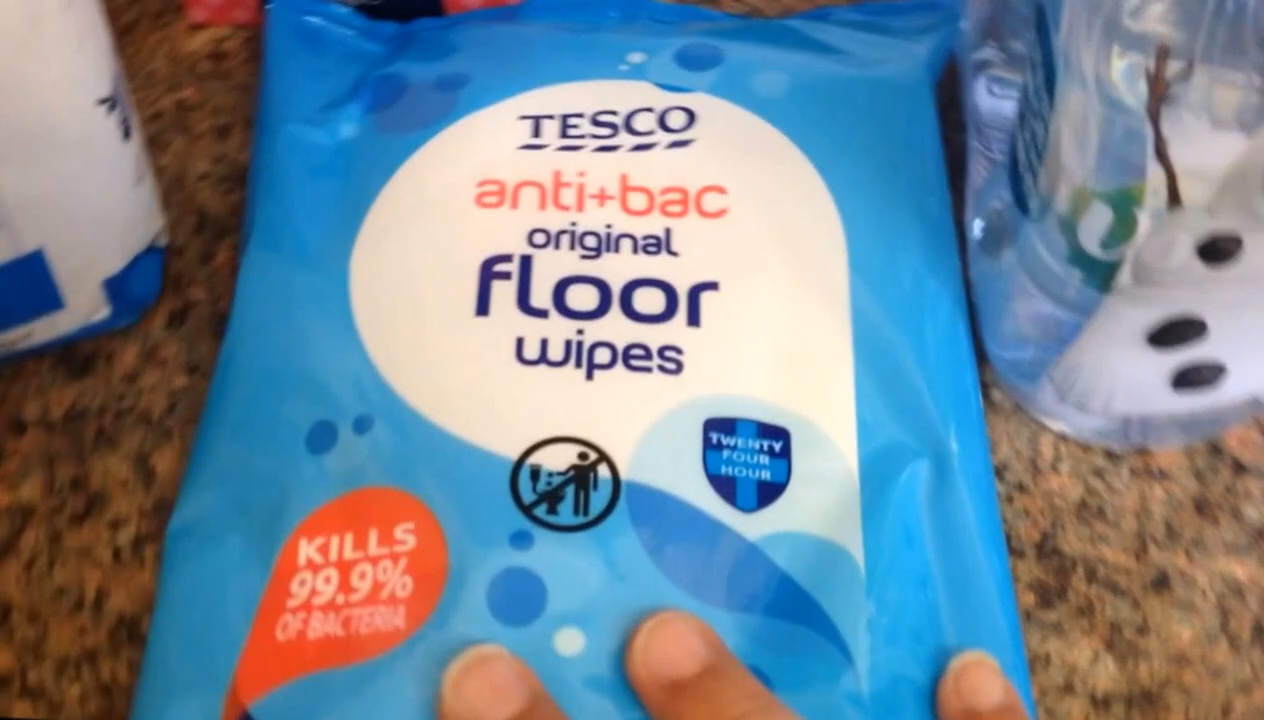 TESCO
anti+bac
original
floor
wipes
TWENTY
FOUR
HOUR
KILLS
99.9%
OF BACTERIA